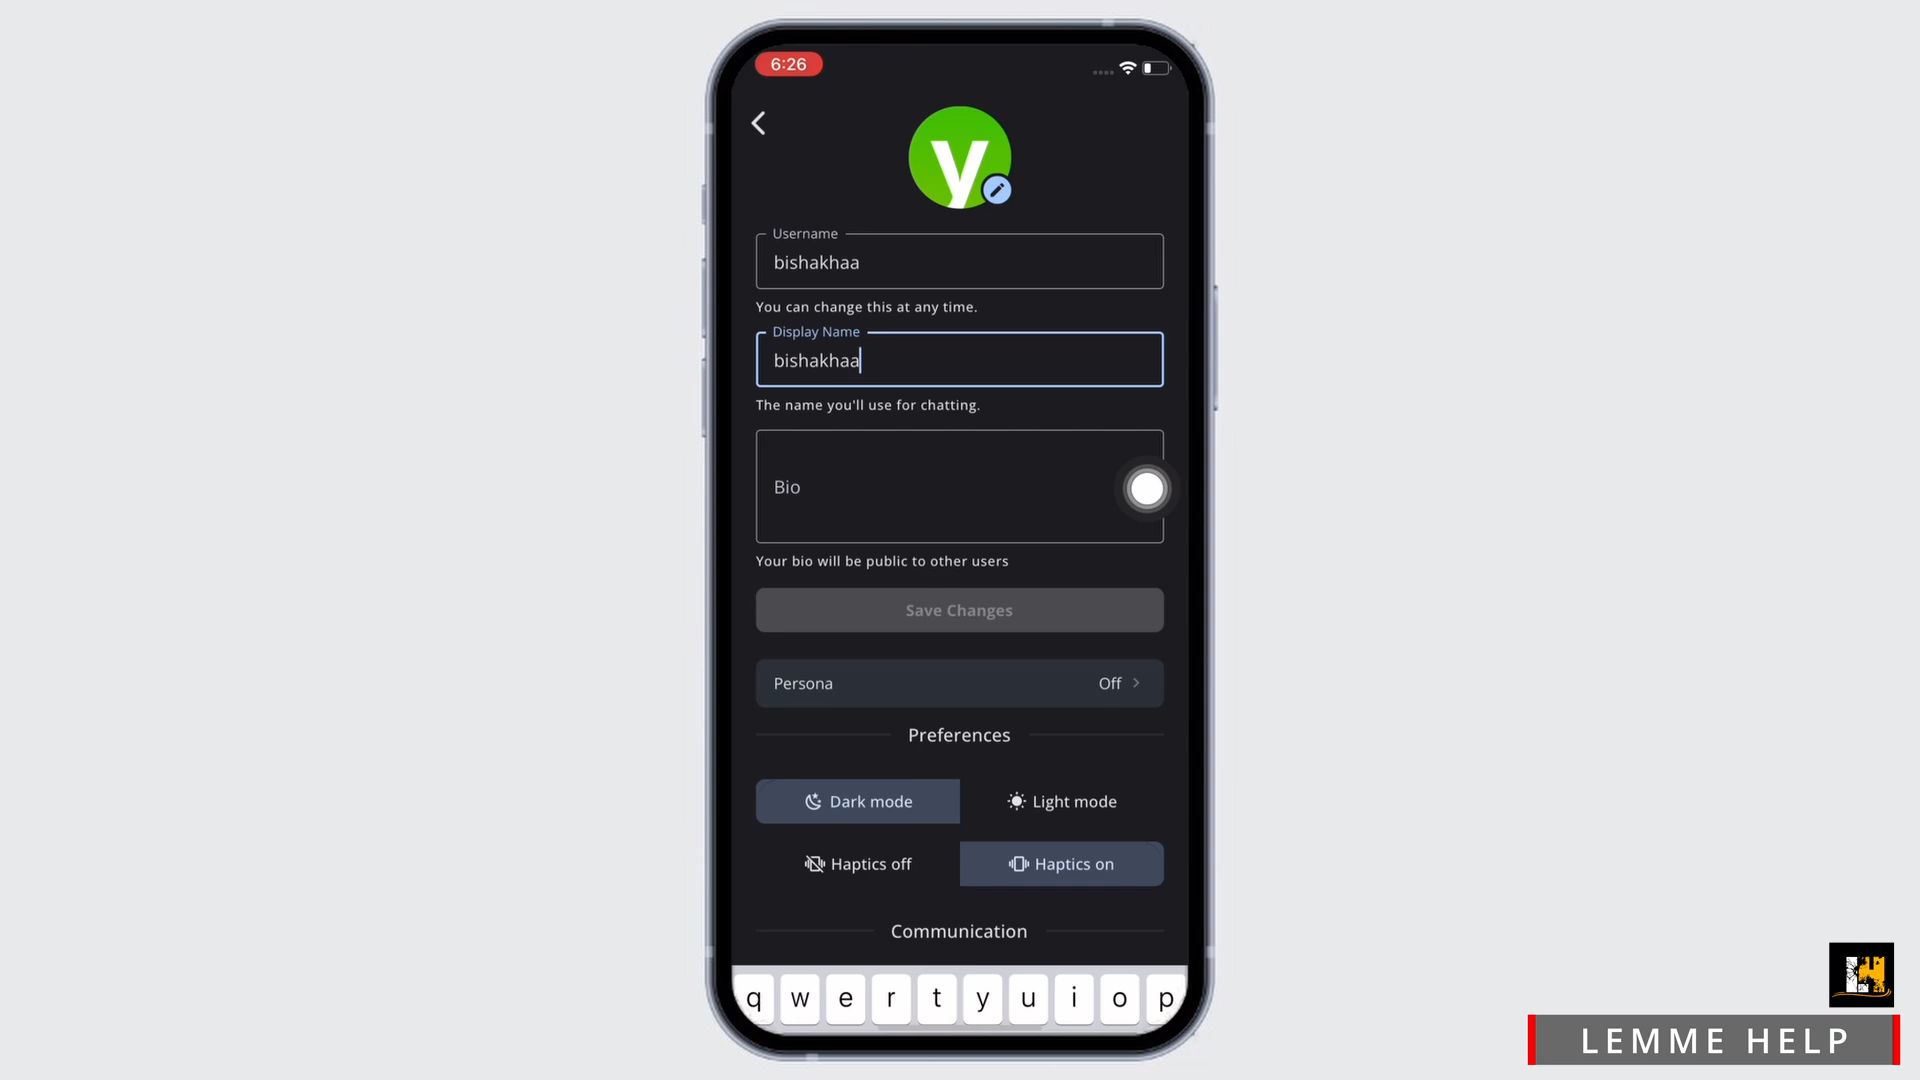 6:26
y
Username
bishakhaa
You can change this at any time.
Display Name
bishakhaa
The name you'll use for chatting.
Bio
Your bio will be public to other users
Save Changes
Persona Off
Preferences
Dark mode Light mode
Haptics off Haptics on
Communication
q w e r t y u i o p
LEMME HELP